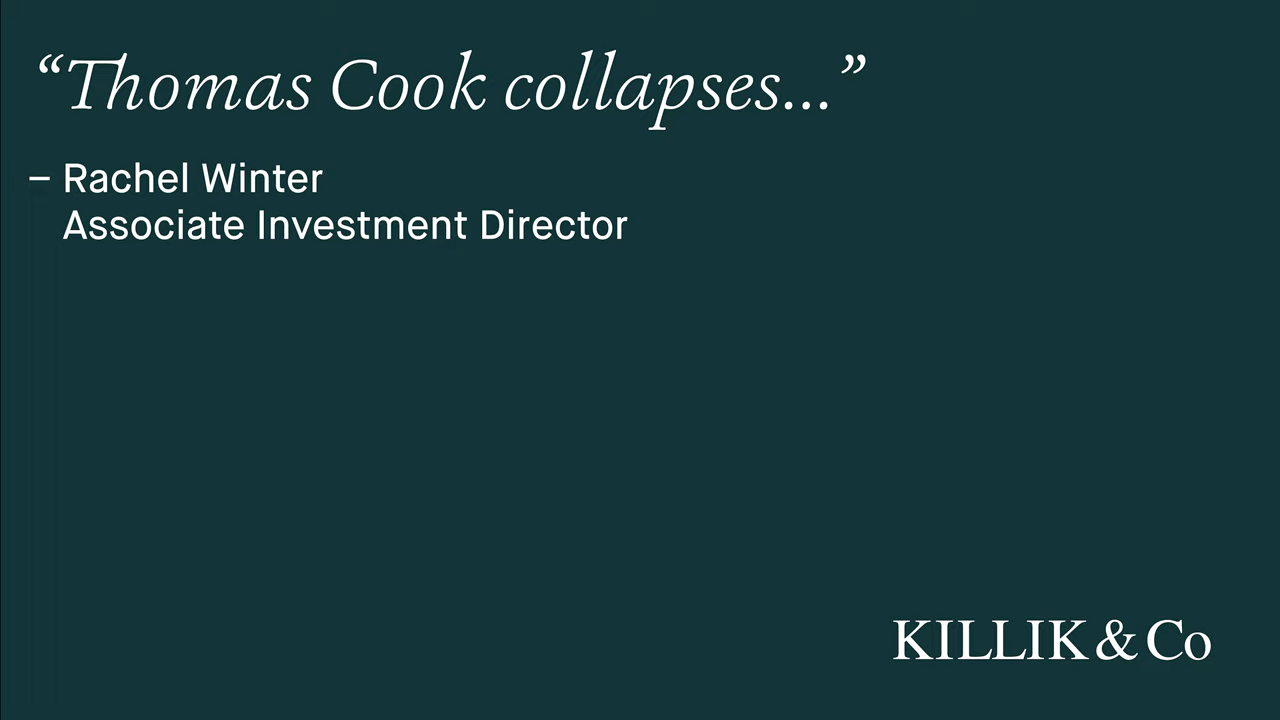 “Thomas Cook collapses...”
– Rachel Winter
Associate Investment Director
KILLIK & Co